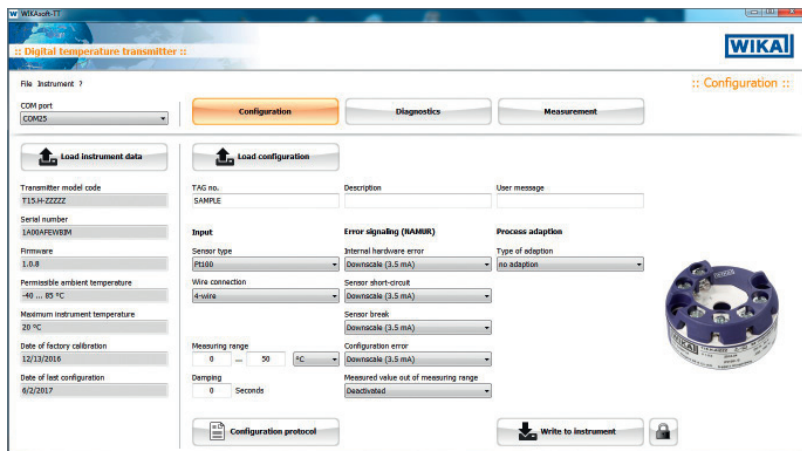 WIKAsoft-TT
:: Digital temperature transmitter ::
WIKA
File Instrument ?
:: Configuration ::
COM port
COM25
Configuration
Diagnostics
Measurement
Load instrument data
Load configuration
Transmitter model code
T15.H-ZZZZZ
Serial number
1A00AFEWBIM
Firmware
1.0.8
Permissible ambient temperature
-40 ... 85 °C
Maximum instrument temperature
20 °C
Date of factory calibration
12/13/2016
Date of last configuration
6/2/2017
TAG no.
SAMPLE
Description
User message
Input
Sensor type
Pt100
Wire connection
4-wire
Measuring range
0 ... 50 °C
Damping
0 Seconds
Error signaling (NAMUR)
Internal hardware error
Downscale (3.5 mA)
Sensor short-circuit
Downscale (3.5 mA)
Sensor break
Downscale (3.5 mA)
Configuration error
Downscale (3.5 mA)
Measured value out of measuring range
Deactivated
Process adaption
Type of adaption
no adaption
WIKA
Configuration protocol
Write to instrument